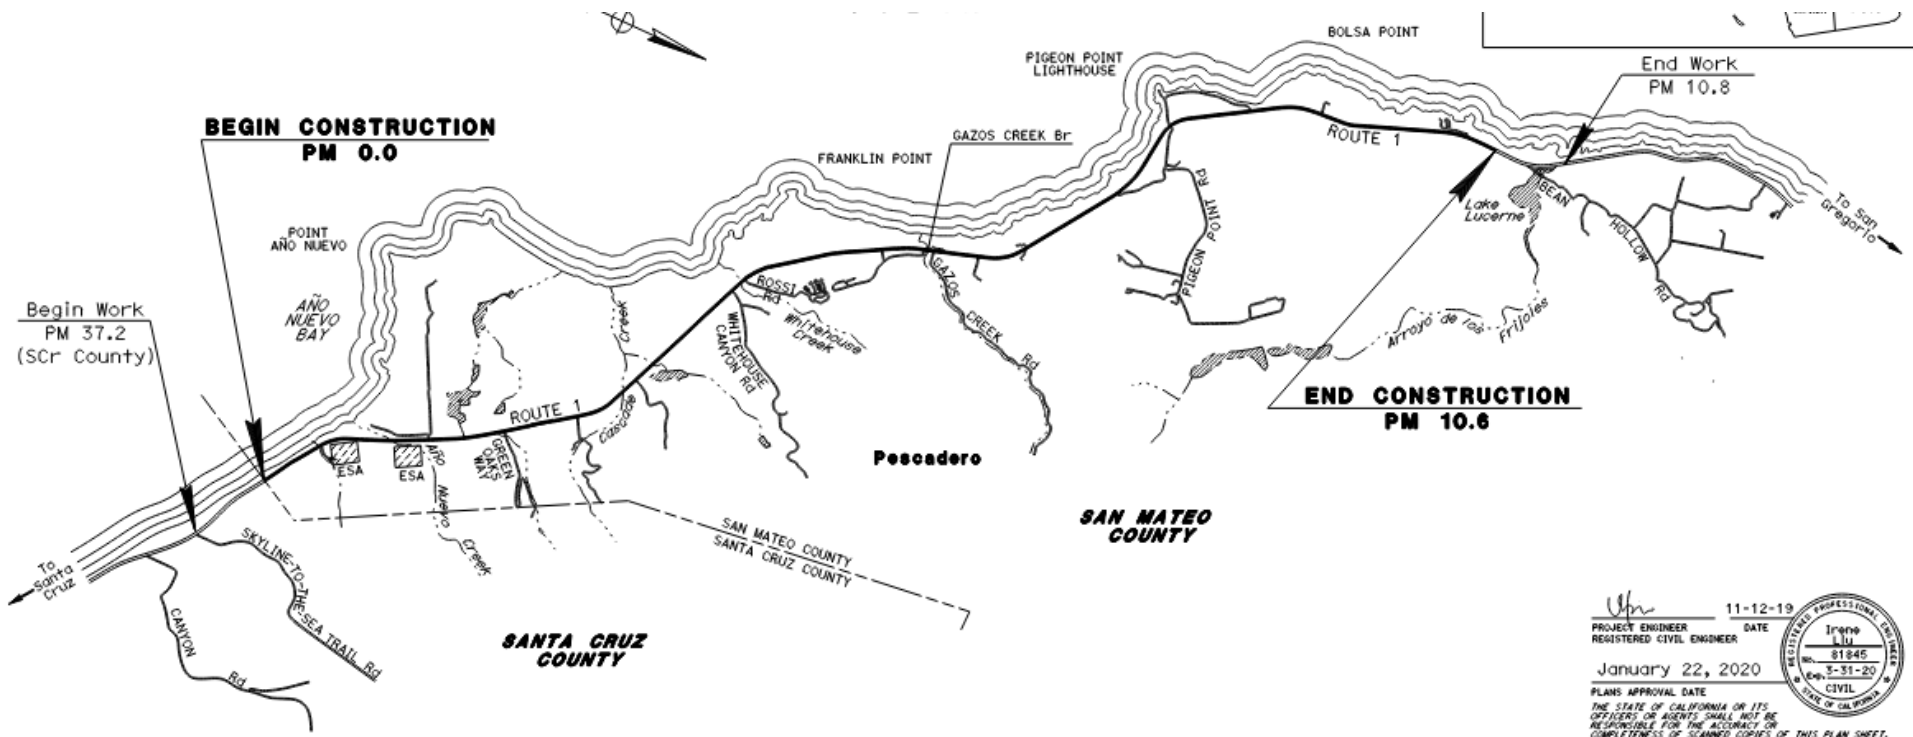 BOLSA POINT
PIGEON POINT
LIGHTHOUSE
End Work
PM 10.8
BEGIN CONSTRUCTION
PM 0.0
GAZOS CREEK Br
ROUTE 1
FRANKLIN POINT
POINT
AÑO NUEVO
PIGEON POINT Rd
Lake
Lucerne
BEAN HOLLOW Rd
To San
Gregorio
AÑO
NUEVO
BAY
Begin Work
PM 37.2
(SCr County)
ROSSI
Rd
Whitehouse
Creek
WHITEHOUSE
CANYON Rd
GAZOS CREEK Rd
Arroyo de los Frijoles
Cascade Creek
ROUTE 1
END CONSTRUCTION
PM 10.6
GREEN
OAKS
WAY
ESA
ESA
Año Nuevo Creek
Pescadero
SAN MATEO
COUNTY
SAN MATEO COUNTY
SANTA CRUZ COUNTY
To
Santa
Cruz
SKYLINE-TO-THE-SEA TRAIL Rd
CANYON Rd
SANTA CRUZ
COUNTY
11-12-19
PROJECT ENGINEER DATE
REGISTERED CIVIL ENGINEER
January 22, 2020
PLANS APPROVAL DATE
THE STATE OF CALIFORNIA OR ITS
OFFICERS OR AGENTS SHALL NOT BE
RESPONSIBLE FOR THE ACCURACY OR
COMPLETENESS OF SCANNED COPIES OF THIS PLAN SHEET.
REGISTERED PROFESSIONAL ENGINEER
Irene
Liu
No. 81845
Exp. 3-31-20
CIVIL
STATE OF CALIFORNIA